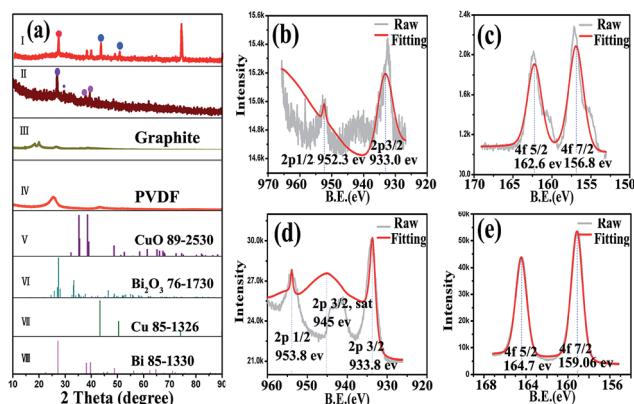 (a)
I
II
III
Graphite
IV
PVDF
V
CuO 89-2530
VI
Bi₂O₃ 76-1730
VII
Cu 85-1326
VIII
Bi 85-1330
10 20 30 40 50 60 70 80 90
2 Theta (degree)
(b)
Raw
Fitting
15.6k
15.4k
15.2k
15.0k
14.8k
14.6k
Intensity
2p1/2 952.3 ev
2p3/2
933.0 ev
970 960 950 940 930 920
B.E.(eV)
(c)
Raw
Fitting
2.0k
1.8k
1.6k
1.4k
1.2k
Intensity
4f 5/2
162.6 ev
4f 7/2
156.8 ev
165 160 155
B.E.(eV)
(d)
Raw
Fitting
30.0k
27.0k
24.0k
21.0k
Intensity
2p 1/2
953.8 ev
2p 3/2, sat
945 ev
2p 3/2
933.8 ev
960 950 940 930 920
B.E.(eV)
(e)
Raw
Fitting
60k
50k
40k
30k
20k
10k
0
Intensity
4f 5/2
164.7 ev
4f 7/2
159.06 ev
168 164 160 156
B.E.(eV)